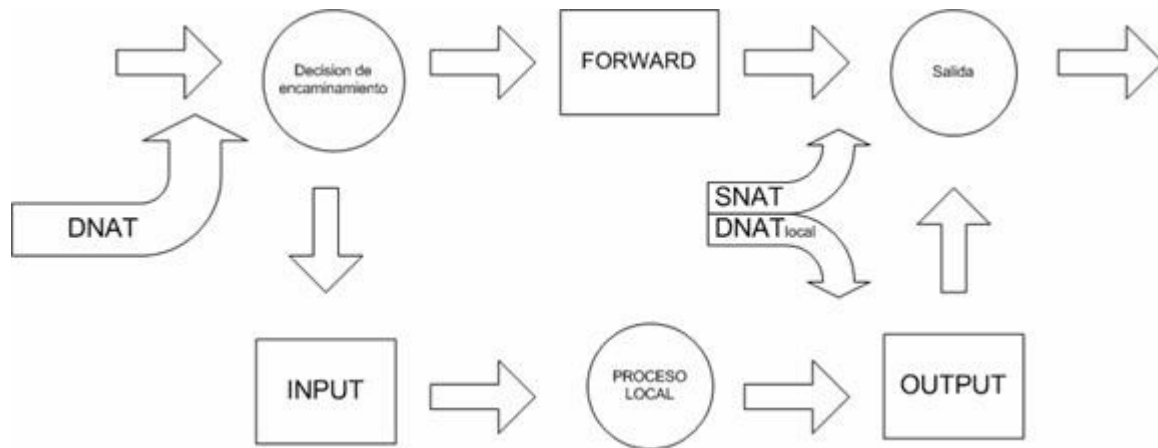 Decision de
encaminamiento
FORWARD
Salida
DNAT
SNAT
DNATlocal
INPUT
PROCESO
LOCAL
OUTPUT